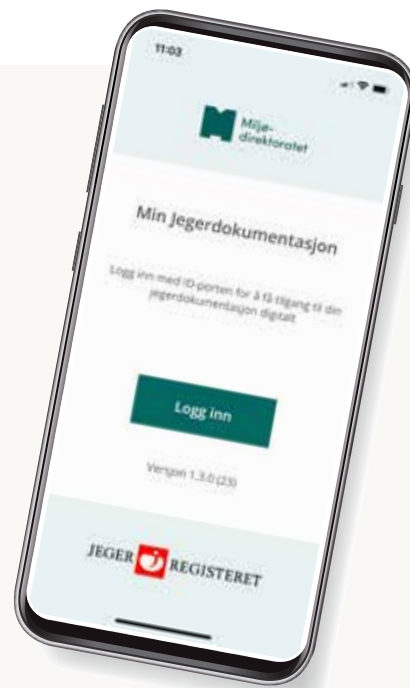 11:03
Miljø-
direktoratet
Min Jegerdokumentasjon
Logg inn med ID-porten for å få tilgang til din
jegerdokumentasjon digitalt
Logg inn
Versjon 1.3.0 (23)
JEGER REGISTERET